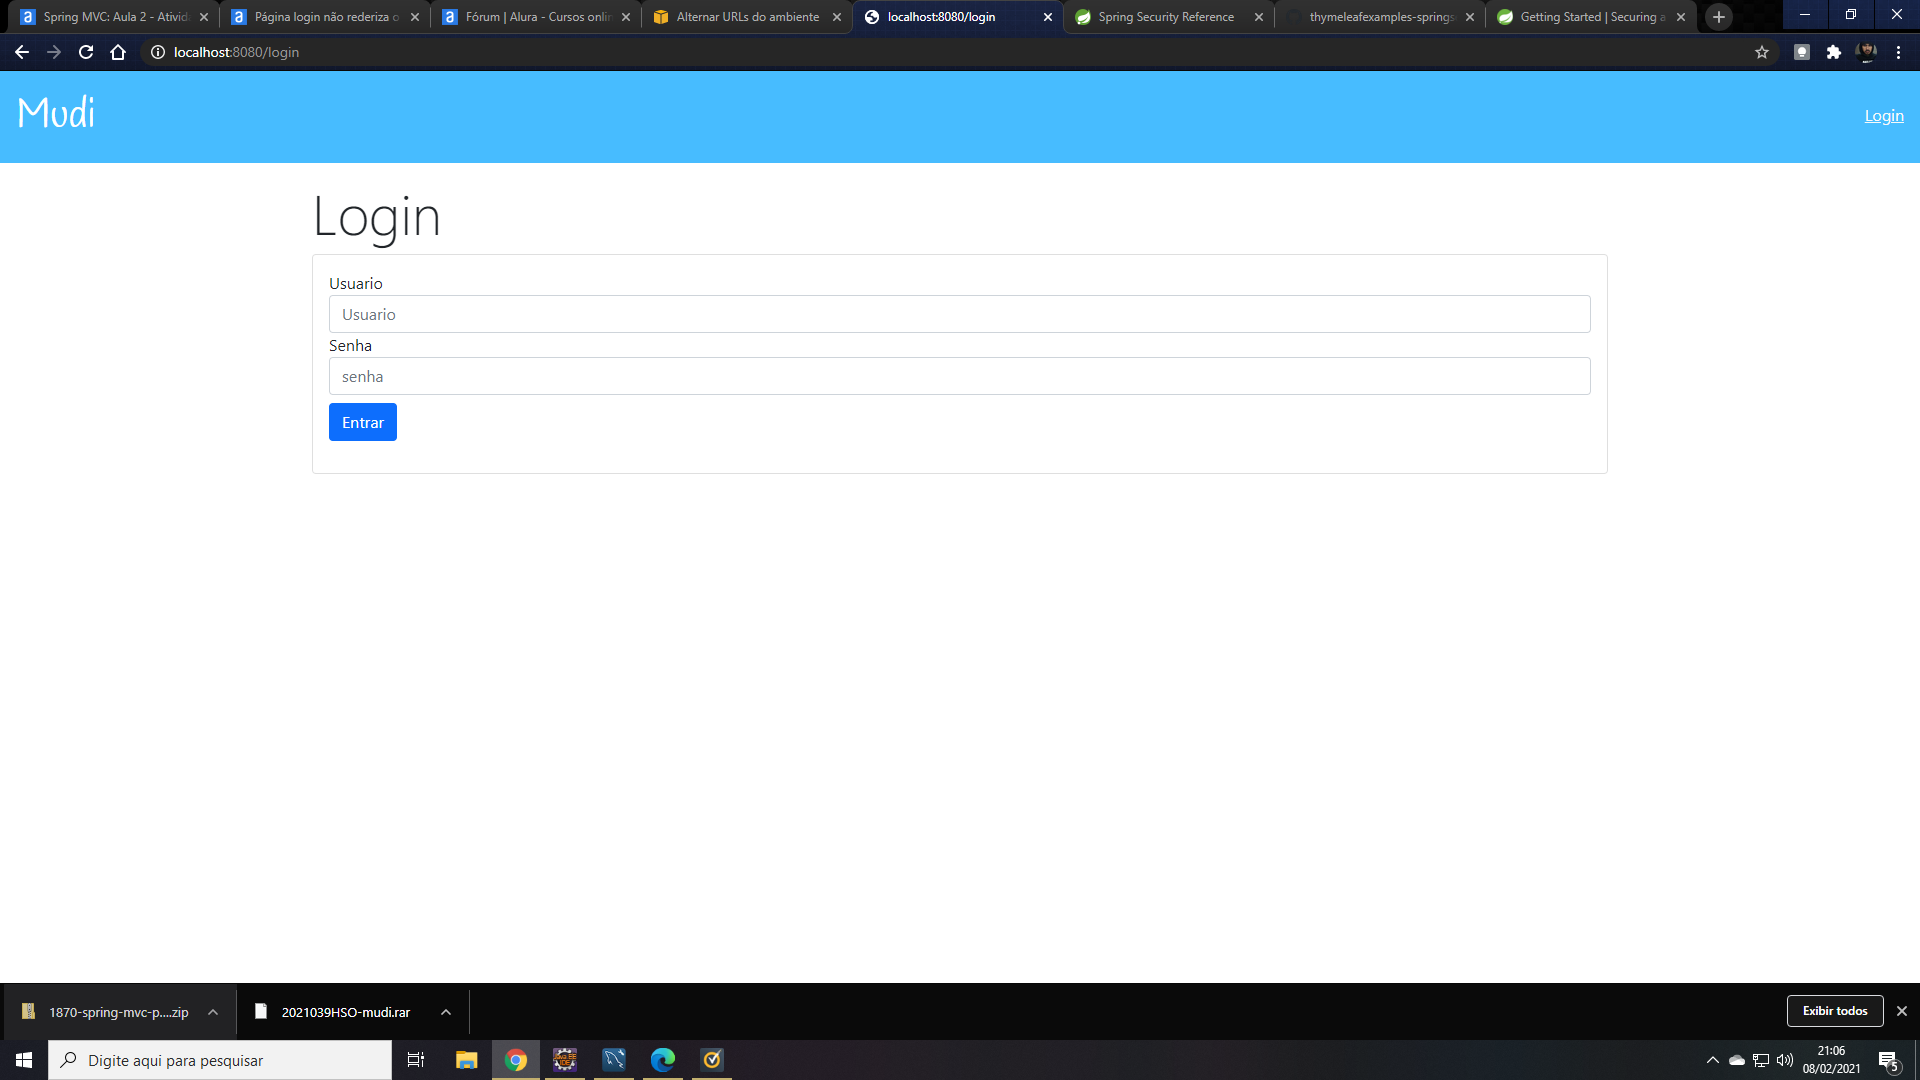 Spring MVC: Aula 2 - Ativid
Página login não rederiza o
Fórum | Alura - Cursos onlin
Alternar URLs do ambiente
localhost:8080/login
Spring Security Reference
thymeleafexamples-springs
Getting Started | Securing a
localhost:8080/login
Mudi
Login
Login
Usuario
Usuario
Senha
senha
Entrar
1870-spring-mvc-p....zip
2021039HSO-mudi.rar
Exibir todos
Digite aqui para pesquisar
21:06
08/02/2021
5